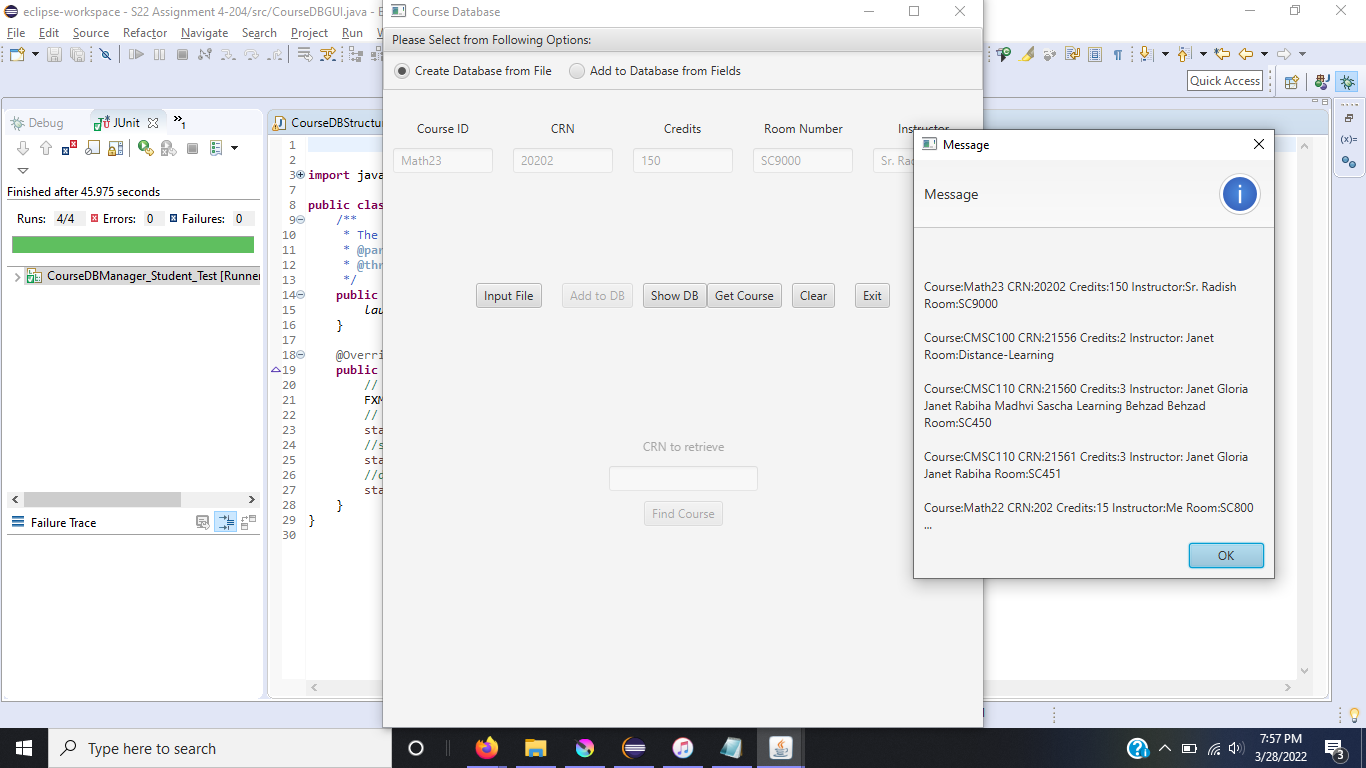 eclipse-workspace - S22 Assignment 4-204/src/CourseDBGUI.java - E
File Edit Source Refactor Navigate Search Project Run W
Quick Access
Debug JUnit »1
Finished after 45.975 seconds
Runs: 4/4 Errors: 0 Failures: 0
CourseDBManager_Student_Test [Runner
Failure Trace
CourseDBStructu
1
2
3 import java
7
8 public clas
9 /**
10 * The
11 * @par
12 * @thr
13 */
14 public
15 lau
16 }
17
18 @Overri
19 public
20 //
21 FXM
22 //
23 sta
24 //s
25 sta
26 //d
27 sta
28 }
29 }
30
Course Database
Please Select from Following Options:
Create Database from File Add to Database from Fields
Course ID CRN Credits Room Number Instructor
Math23 20202 150 SC9000 Sr. Rad
Input File Add to DB Show DB Get Course Clear Exit
CRN to retrieve
Find Course
Message
Message
Course:Math23 CRN:20202 Credits:150 Instructor:Sr. Radish
Room:SC9000
Course:CMSC100 CRN:21556 Credits:2 Instructor: Janet
Room:Distance-Learning
Course:CMSC110 CRN:21560 Credits:3 Instructor: Janet Gloria
Janet Rabiha Madhvi Sascha Learning Behzad Behzad
Room:SC450
Course:CMSC110 CRN:21561 Credits:3 Instructor: Janet Gloria
Janet Rabiha Room:SC451
Course:Math22 CRN:202 Credits:15 Instructor:Me Room:SC800
...
OK
Type here to search
7:57 PM
3/28/2022
3